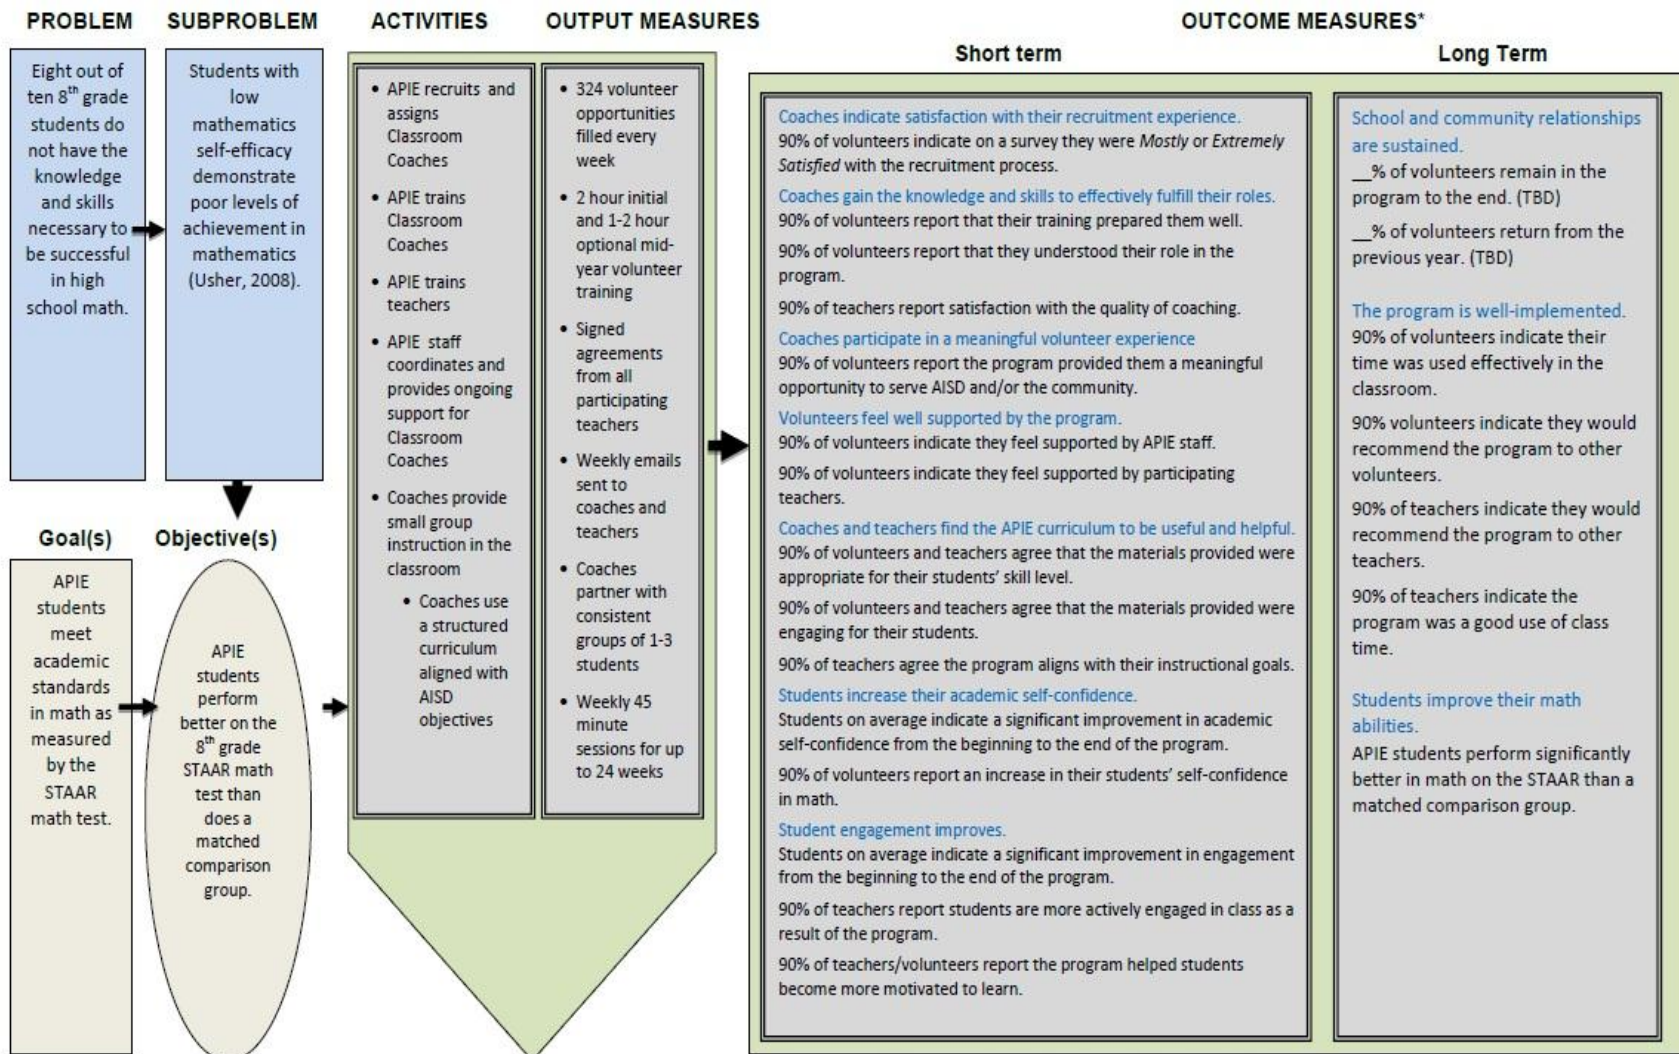 PROBLEM
Eight out of
ten 8th grade
students do
not have the
knowledge
and skills
necessary to
be successful
in high
school math.
SUBPROBLEM
Students with
low
mathematics
self-efficacy
demonstrate
poor levels of
achievement in
mathematics
(Usher, 2008).
Goal(s)
APIE
students
meet
academic
standards
in math as
measured
by the
STAAR
math test.
Objective(s)
APIE
students
perform
better on the
8th grade
STAAR math
test than
does a
matched
comparison
group.
ACTIVITIES
• APIE recruits and
assigns
Classroom
Coaches
• APIE trains
Classroom
Coaches
• APIE trains
teachers
• APIE staff
coordinates and
provides ongoing
support for
Classroom
Coaches
• Coaches provide
small group
instruction in the
classroom
• Coaches use
a structured
curriculum
aligned with
AISD
objectives
OUTPUT MEASURES
• 324 volunteer
opportunities
filled every
week
• 2 hour initial
and 1-2 hour
optional mid-
year volunteer
training
• Signed
agreements
from all
participating
teachers
• Weekly emails
sent to
coaches and
teachers
• Coaches
partner with
consistent
groups of 1-3
students
• Weekly 45
minute
sessions for up
to 24 weeks
OUTCOME MEASURES*
Short term
Coaches indicate satisfaction with their recruitment experience.
90% of volunteers indicate on a survey they were Mostly or Extremely
Satisfied with the recruitment process.
Coaches gain the knowledge and skills to effectively fulfill their roles.
90% of volunteers report that their training prepared them well.
90% of volunteers report that they understood their role in the
program.
90% of teachers report satisfaction with the quality of coaching.
Coaches participate in a meaningful volunteer experience
90% of volunteers report the program provided them a meaningful
opportunity to serve AISD and/or the community.
Volunteers feel well supported by the program.
90% of volunteers indicate they feel supported by APIE staff.
90% of volunteers indicate they feel supported by participating
teachers.
Coaches and teachers find the APIE curriculum to be useful and helpful.
90% of volunteers and teachers agree that the materials provided were
appropriate for their students' skill level.
90% of volunteers and teachers agree that the materials provided were
engaging for their students.
90% of teachers agree the program aligns with their instructional goals.
Students increase their academic self-confidence.
Students on average indicate a significant improvement in academic
self-confidence from the beginning to the end of the program.
90% of volunteers report an increase in their students' self-confidence
in math.
Student engagement improves.
Students on average indicate a significant improvement in engagement
from the beginning to the end of the program.
90% of teachers report students are more actively engaged in class as a
result of the program.
90% of teachers/volunteers report the program helped students
become more motivated to learn.
Long Term
School and community relationships
are sustained.
__% of volunteers remain in the
program to the end. (TBD)
__% of volunteers return from the
previous year. (TBD)
The program is well-implemented.
90% of volunteers indicate their
time was used effectively in the
classroom.
90% volunteers indicate they would
recommend the program to other
volunteers.
90% of teachers indicate they would
recommend the program to other
teachers.
90% of teachers indicate the
program was a good use of class
time.
Students improve their math
abilities.
APIE students perform significantly
better in math on the STAAR than a
matched comparison group.